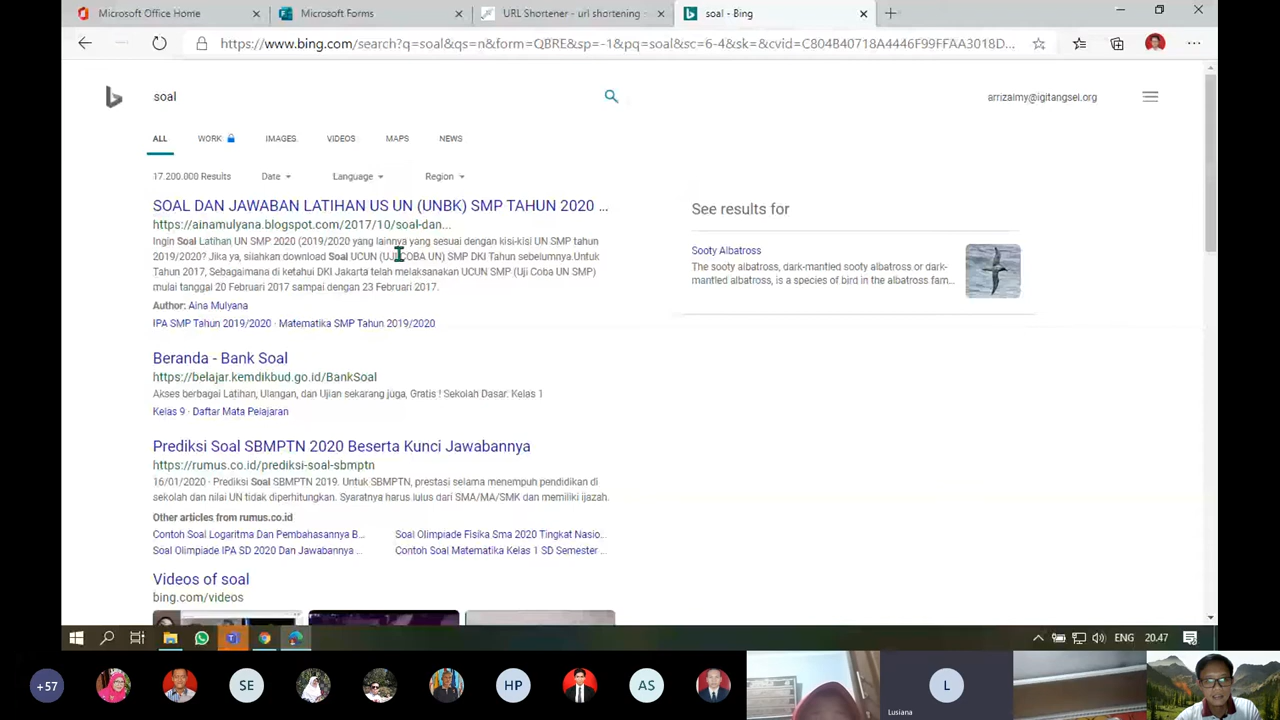 Microsoft Office Home
Microsoft Forms
URL Shortener - url shortening
soal - Bing
https://www.bing.com/search?q=soal&qs=n&form=QBRE&sp=-1&pq=soal&sc=6-4&sk=&cvid=C804B40718A4446F99FFAA3018D...
soal
arrizalmy@igitangsel.org
ALL WORK IMAGES VIDEOS MAPS NEWS
17.200.000 Results Date Language Region
SOAL DAN JAWABAN LATIHAN US UN (UNBK) SMP TAHUN 2020 ...
https://ainamulyana.blogspot.com/2017/10/soal-dan...
Ingin Soal Latihan UN SMP 2020 (2019/2020 yang lainnya yang sesuai dengan kisi-kisi UN SMP tahun
2019/2020? Jika ya, silahkan download Soal UCUN (UJI COBA UN) SMP DKI Tahun sebelumnya.Untuk
Tahun 2017, Sebagaimana di ketahui DKI Jakarta telah melaksanakan UCUN SMP (Uji Coba UN SMP)
mulai tanggal 20 Februari 2017 sampai dengan 23 Februari 2017.
Author: Aina Mulyana
IPA SMP Tahun 2019/2020 · Matematika SMP Tahun 2019/2020
See results for
Sooty Albatross
The sooty albatross, dark-mantled sooty albatross or dark-
mantled albatross, is a species of bird in the albatross fam...
Beranda - Bank Soal
https://belajar.kemdikbud.go.id/BankSoal
Akses berbagai Latihan, Ulangan, dan Ujian sekarang juga, Gratis ! Sekolah Dasar: Kelas 1
Kelas 9 · Daftar Mata Pelajaran
Prediksi Soal SBMPTN 2020 Beserta Kunci Jawabannya
https://rumus.co.id/prediksi-soal-sbmptn
16/01/2020 · Prediksi Soal SBMPTN 2019. Untuk SBMPTN, prestasi selama menempuh pendidikan di
sekolah dan nilai UN tidak diperhitungkan. Syaratnya harus lulus dari SMA/MA/SMK dan memiliki ijazah.
Other articles from rumus.co.id
Contoh Soal Logaritma Dan Pembahasannya B...
Soal Olimpiade Fisika Sma 2020 Tingkat Nasio...
Soal Olimpiade IPA SD 2020 Dan Jawabannya ...
Contoh Soal Matematika Kelas 1 SD Semester ...
Videos of soal
bing.com/videos
ENG 20.47
+57 SE HP AS L
Lusiana